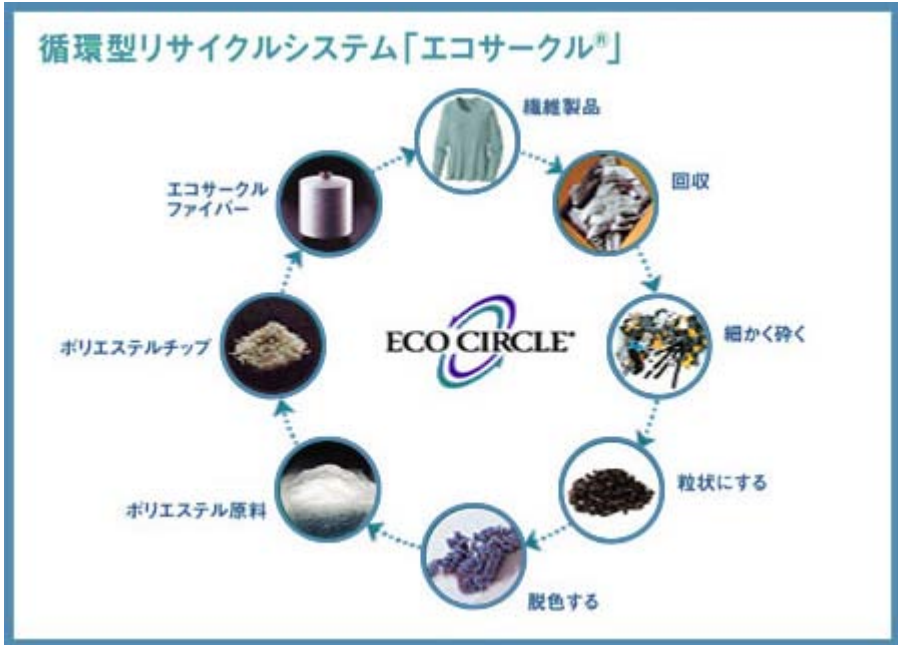 循環型リサイクルシステム「エコサークル®」
繊維製品
回収
細かく砕く
粒状にする
脱色する
ポリエステル原料
ポリエステルチップ
エコサークル
ファイバー
ECO CIRCLE®